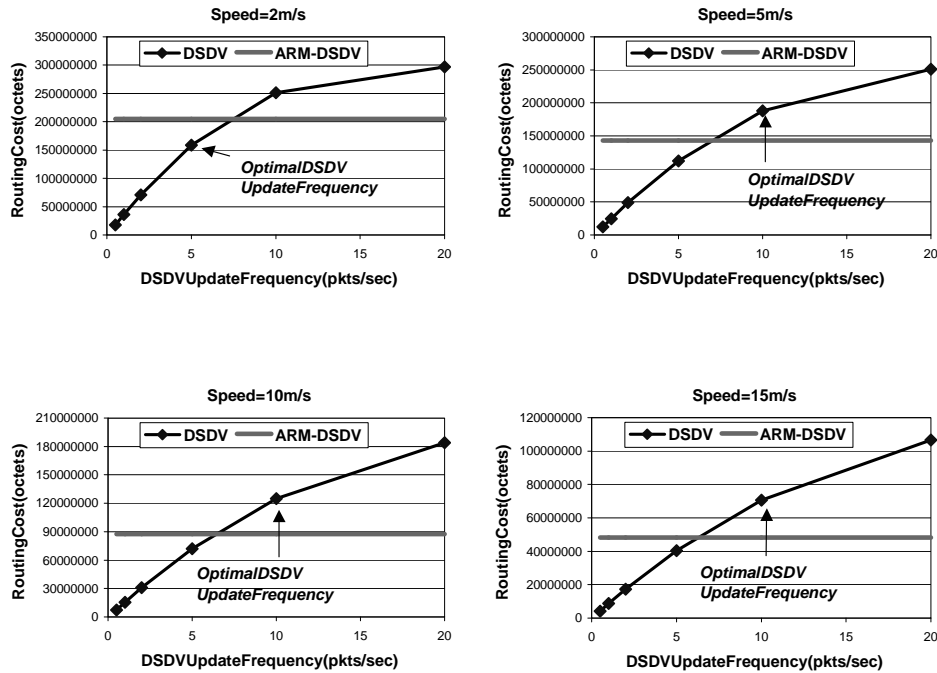 Speed=2m/s
RoutingCost(octets)
350000000
300000000
250000000
200000000
150000000
100000000
50000000
0
DSDV ARM-DSDV
OptimalDSDV
UpdateFrequency
0 5 10 15 20
DSDVUpdateFrequency(pkts/sec)
Speed=5m/s
RoutingCost(octets)
300000000
250000000
200000000
150000000
100000000
50000000
0
DSDV ARM-DSDV
OptimalDSDV
UpdateFrequency
0 5 10 15 20
DSDVUpdateFrequency(pkts/sec)
Speed=10m/s
RoutingCost(octets)
210000000
180000000
150000000
120000000
90000000
60000000
30000000
0
DSDV ARM-DSDV
OptimalDSDV
UpdateFrequency
0 5 10 15 20
DSDVUpdateFrequency(pkts/sec)
Speed=15m/s
RoutingCost(octets)
120000000
100000000
80000000
60000000
40000000
20000000
0
DSDV ARM-DSDV
OptimalDSDV
UpdateFrequency
0 5 10 15 20
DSDVUpdateFrequency(pkts/sec)